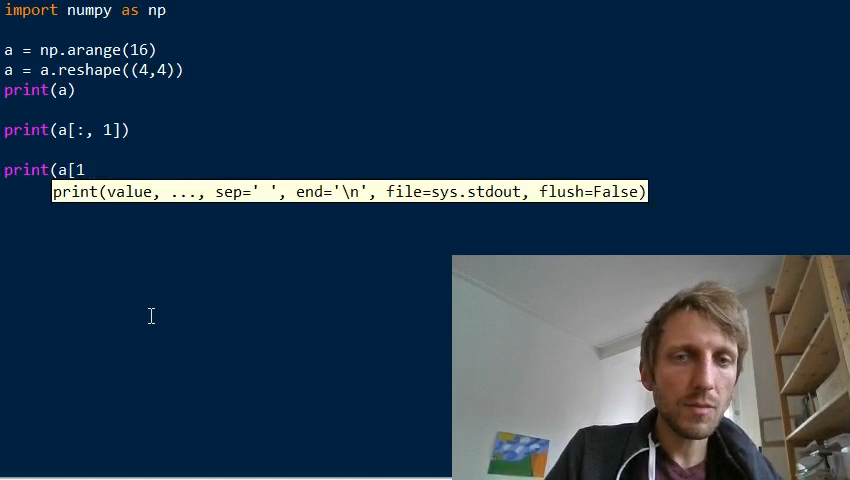 import numpy as np
a = np.arange(16)
a = a.reshape((4,4))
print(a)
print(a[:, 1])
print(a[1
print(value, ..., sep=' ', end='\n', file=sys.stdout, flush=False)